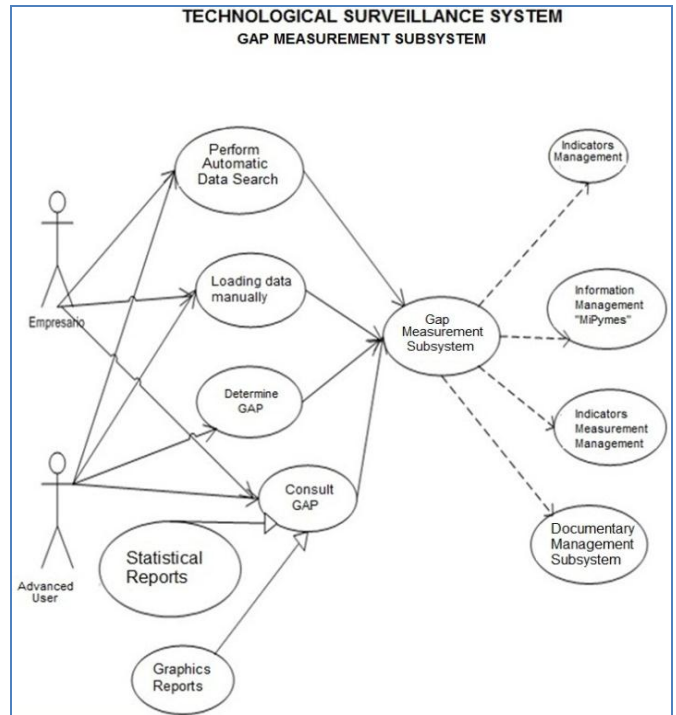 TECHNOLOGICAL SURVEILLANCE SYSTEM
GAP MEASUREMENT SUBSYSTEM
Perform
Automatic
Data Search
Indicators
Management
Empresario
Loading data
manually
Gap
Measurement
Subsystem
Information
Management
"MiPymes"
Determine
GAP
Indicators
Measurement
Management
Consult
GAP
Advanced
User
Statistical
Reports
Documentary
Management
Subsystem
Graphics
Reports